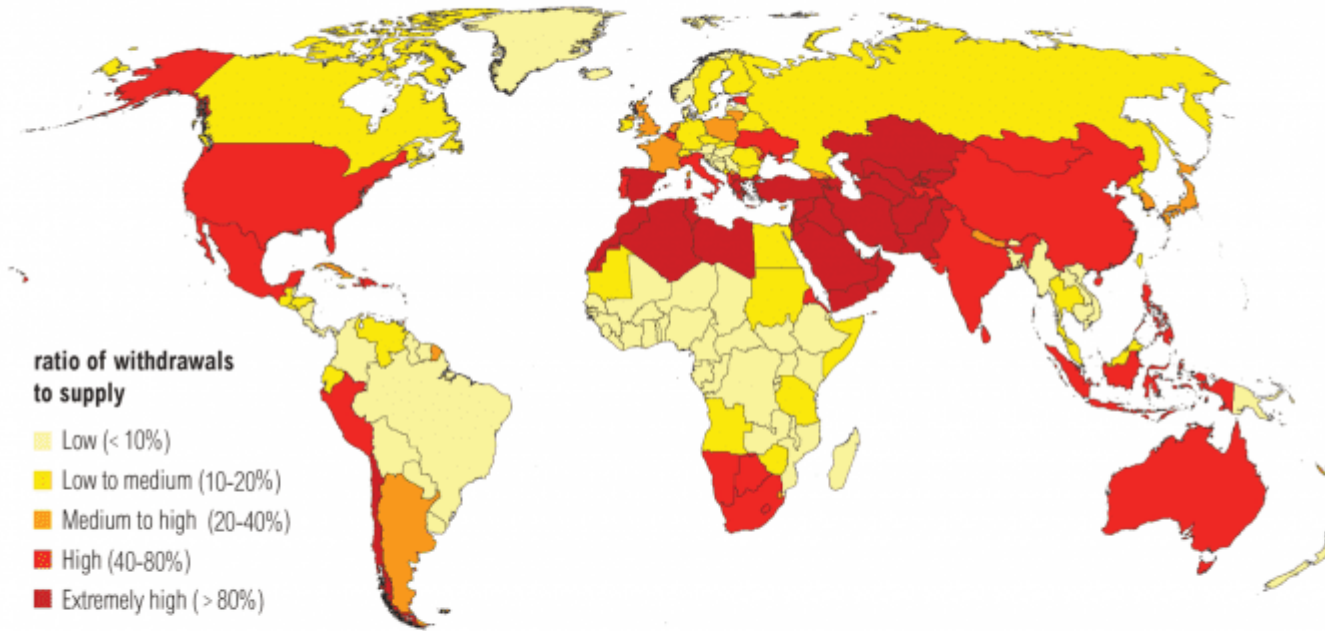 ratio of withdrawals
to supply
Low (< 10%)
Low to medium (10-20%)
Medium to high (20-40%)
High (40-80%)
Extremely high (> 80%)